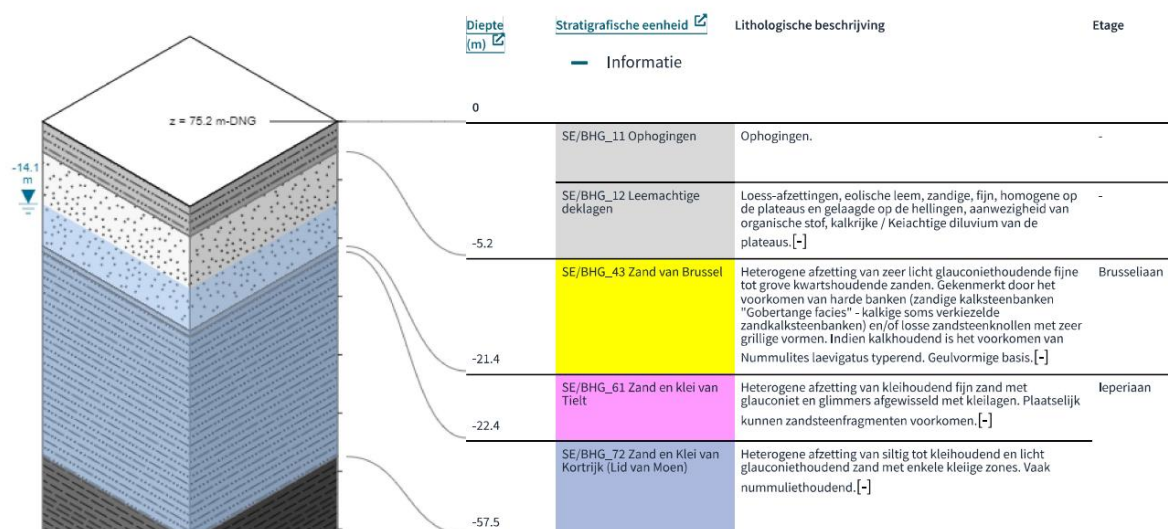 Diepte
(m)
Stratigrafische eenheid
Lithologische beschrijving
Etage
Informatie
0
z = 75.2 m-DNG
-14.1
m
SE/BHG_11 Ophogingen
Ophogingen.
-
SE/BHG_12 Leemachtige
deklagen
Loess-afzettingen, eolische leem, zandige, fijn, homogene op
de plateaus en gelaagde op de hellingen, aanwezigheid van
organische stof, kalkrijke / Keiachtige diluvium van de
plateaus.[-]
-
-5.2
SE/BHG_43 Zand van Brussel
Heterogene afzetting van zeer licht glauconiethoudende fijne
tot grove kwartshoudende zanden. Gekenmerkt door het
voorkomen van harde banken (zandige kalksteenbanken
"Gobertange facies" - kalkige soms verkiezelde
zandkalksteenbanken) en/of losse zandsteenknollen met zeer
grillige vormen. Indien kalkhoudend is het voorkomen van
Nummulites laevigatus typerend. Geulvormige basis.[-]
Brusseliaan
-21.4
SE/BHG_61 Zand en klei van
Tielt
Heterogene afzetting van kleihoudend fijn zand met
glauconiet en glimmers afgewisseld met kleilagen. Plaatselijk
kunnen zandsteenfragmenten voorkomen.[-]
Ieperiaan
-22.4
SE/BHG_72 Zand en Klei van
Kortrijk (Lid van Moen)
Heterogene afzetting van siltig tot kleihoudend en licht
glauconiethoudend zand met enkele kleiige zones. Vaak
nummuliethoudend.[-]
-57.5